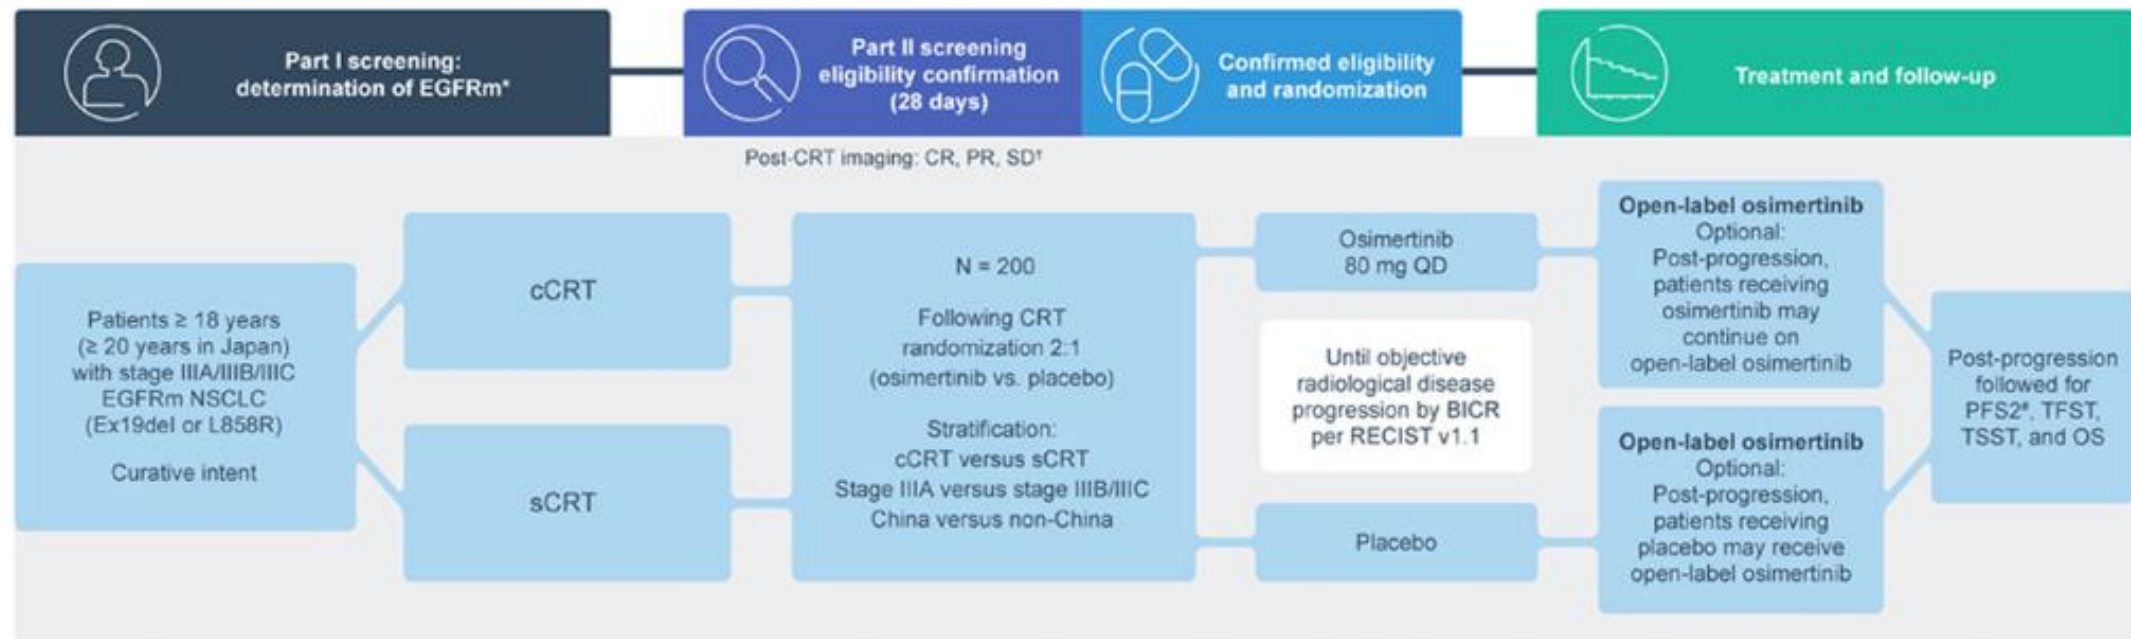 Part I screening:
determination of EGFRm*
Part II screening
eligibility confirmation
(28 days)
Confirmed eligibility
and randomization
Treatment and follow-up
Post-CRT imaging: CR, PR, SD†
Patients ≥ 18 years
(≥ 20 years in Japan)
with stage IIIA/IIIB/IIIC
EGFRm NSCLC
(Ex19del or L858R)
Curative intent
cCRT
sCRT
N = 200
Following CRT
randomization 2:1
(osimertinib vs. placebo)
Stratification:
cCRT versus sCRT
Stage IIIA versus stage IIIB/IIIC
China versus non-China
Osimertinib
80 mg QD
Until objective
radiological disease
progression by BICR
per RECIST v1.1
Placebo
Open-label osimertinib
Optional:
Post-progression,
patients receiving
osimertinib may
continue on
open-label osimertinib
Open-label osimertinib
Optional:
Post-progression,
patients receiving
placebo may receive
open-label osimertinib
Post-progression
followed for
PFS2#, TFST,
TSST, and OS